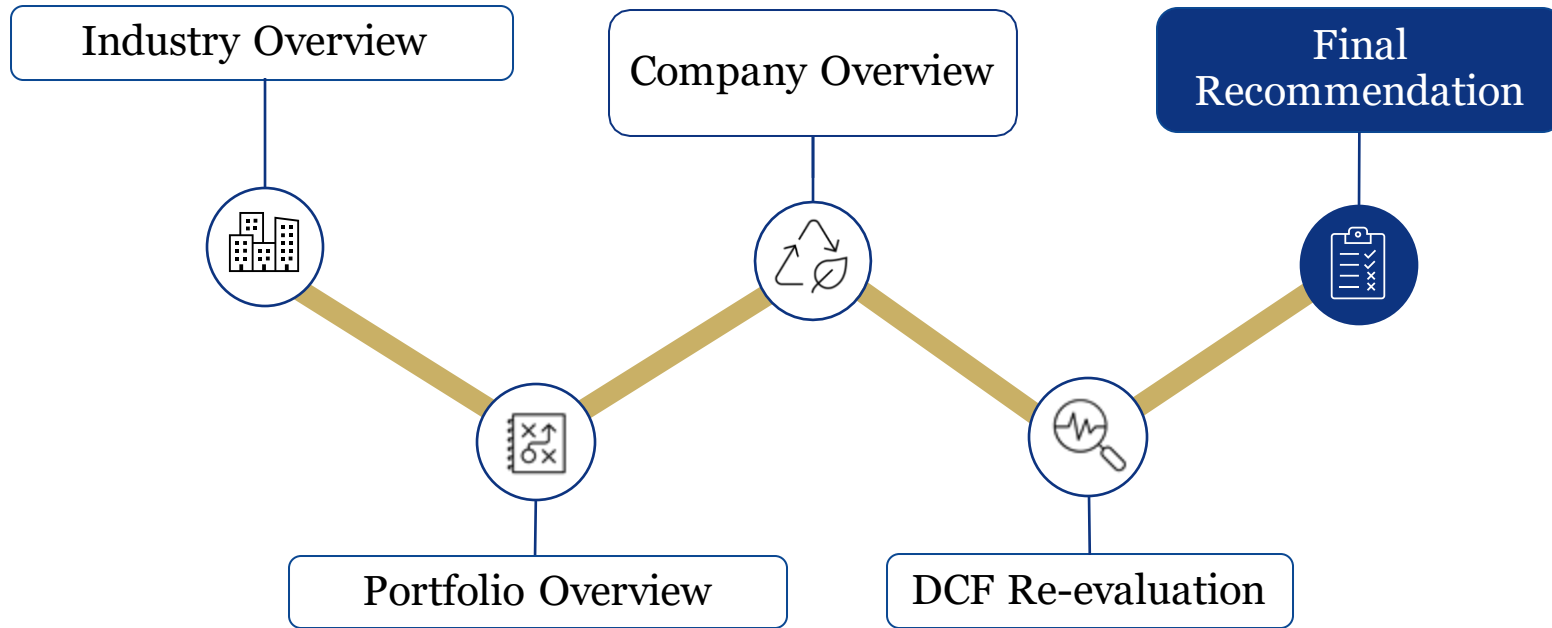 Industry Overview
Company Overview
Final
Recommendation
Portfolio Overview
DCF Re-evaluation